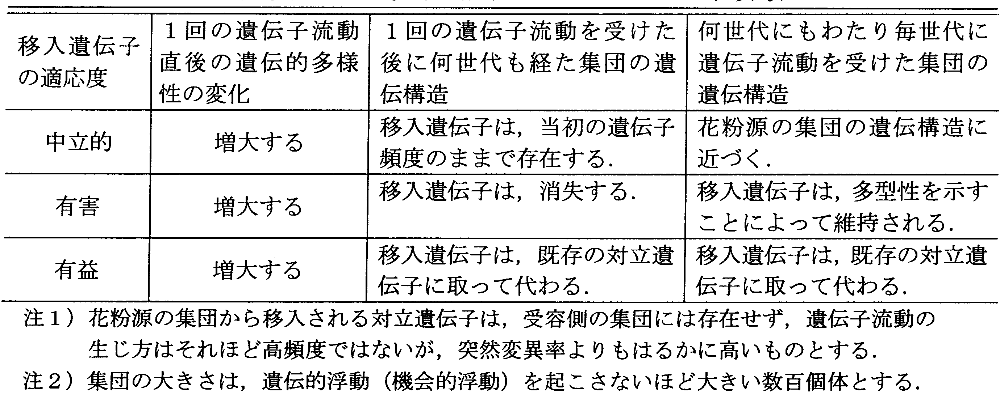 移入遺伝子
の適応度
1回の遺伝子流動
直後の遺伝的多様
性の変化
1回の遺伝子流動を受けた
後に何世代も経た集団の遺
伝構造
何世代にもわたり毎世代に
遺伝子流動を受けた集団の
遺伝構造
中立的
増大する
移入遺伝子は，当初の遺伝子
頻度のままで存在する．
花粉源の集団の遺伝構造に
近づく．
有害
増大する
移入遺伝子は，消失する．
移入遺伝子は，多型性を示す
ことによって維持される．
有益
増大する
移入遺伝子は，既存の対立遺
伝子に取って代わる．
移入遺伝子は，既存の対立遺
伝子に取って代わる．
注1）花粉源の集団から移入される対立遺伝子は，受容側の集団には存在せず，遺伝子流動の
生じ方はそれほど高頻度ではないが，突然変異率よりもはるかに高いものとする．
注2）集団の大きさは，遺伝的浮動（機会的浮動）を起こさないほど大きい数百個体とする．